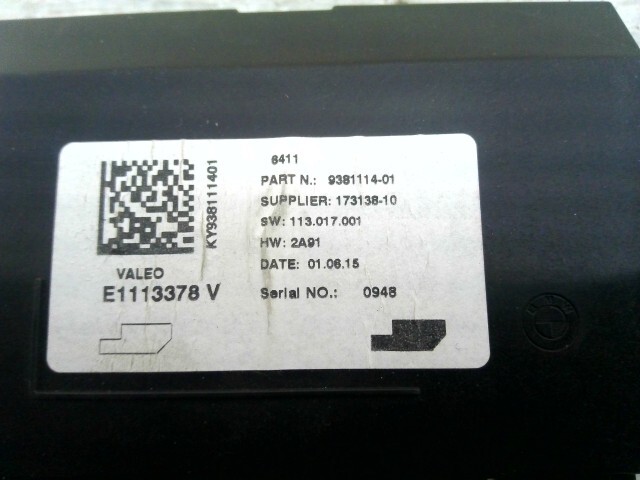 6411
PART N.: 9381114-01
SUPPLIER: 173138-10
SW: 113.017.001
HW: 2A91
DATE: 01.06.15
Serial NO.: 0948
KY938111401
VALEO
E1113378 V
BMW